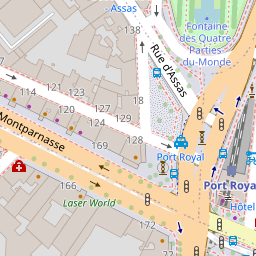 Assas
138
Fontaine
des Quatre
Parties
-du-Monde
Rue d'Assas
114
121
127
124
18
120
129
124
128
169
Port Royal
Montparnasse
166
172
Laser World
Port Roya
Hôtel